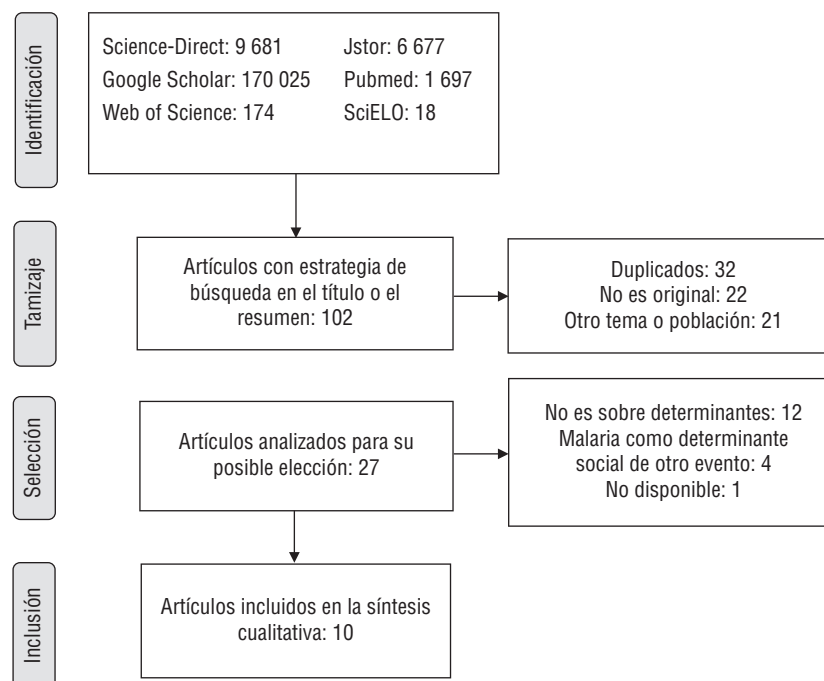 Identificación
Science-Direct: 9 681
Jstor: 6 677
Google Scholar: 170 025
Pubmed: 1 697
Web of Science: 174
SciELO: 18
Tamizaje
Artículos con estrategia de
búsqueda en el título o el
resumen: 102
Duplicados: 32
No es original: 22
Otro tema o población: 21
Selección
Artículos analizados para su
posible elección: 27
No es sobre determinantes: 12
Malaria como determinante
social de otro evento: 4
No disponible: 1
Inclusión
Artículos incluidos en la síntesis
cualitativa: 10